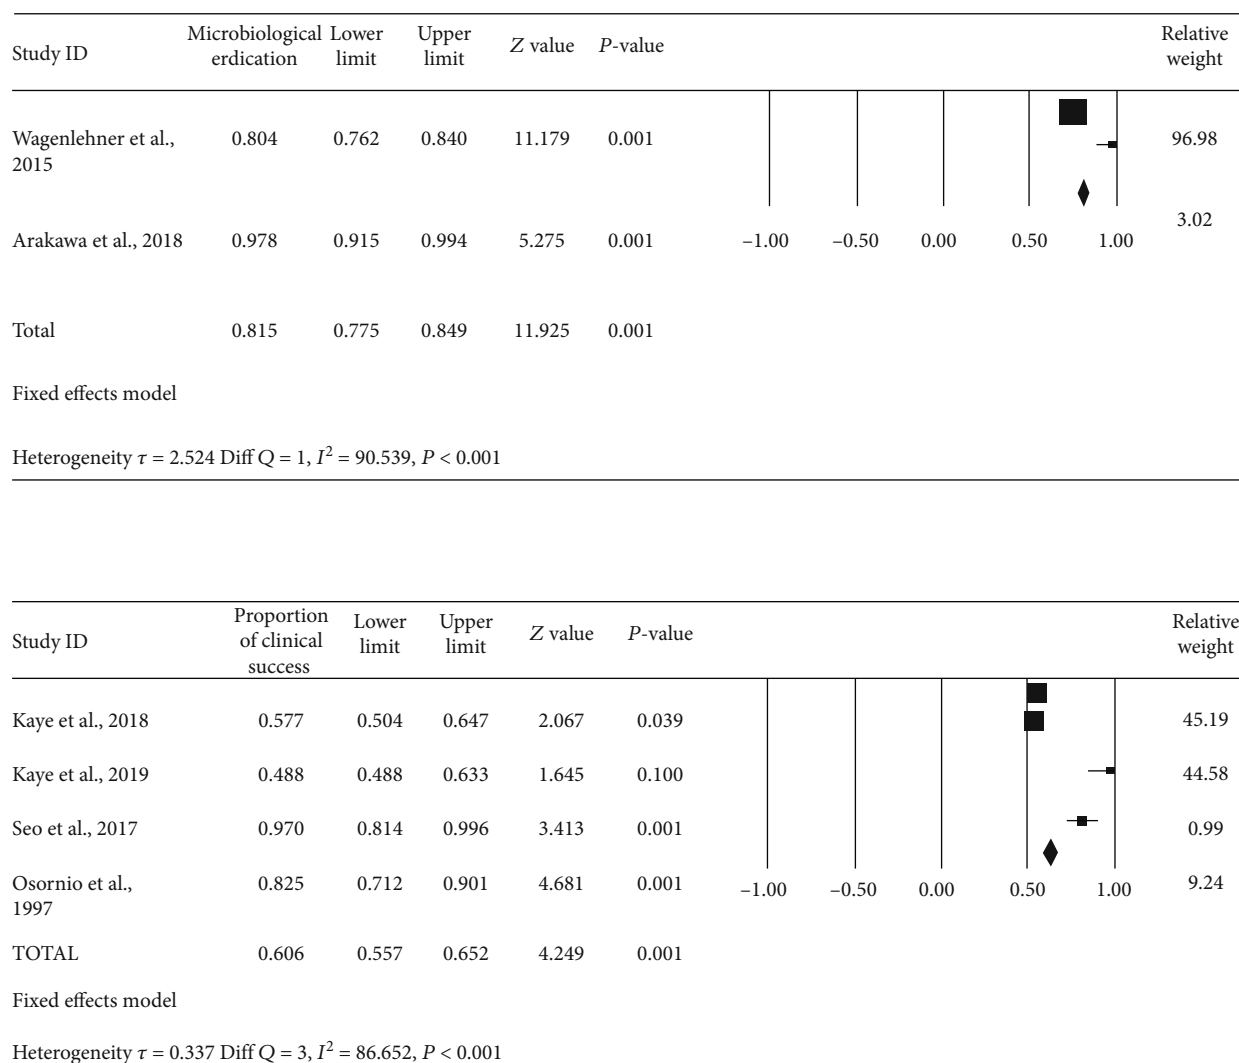 Study ID Microbiological erdication Lower limit Upper limit Z value P-value Relative weight
Wagenlehner et al., 2015 0.804 0.762 0.840 11.179 0.001 96.98
Arakawa et al., 2018 0.978 0.915 0.994 5.275 0.001 3.02
−1.00 −0.50 0.00 0.50 1.00
Total 0.815 0.775 0.849 11.925 0.001
Fixed effects model
Heterogeneity τ = 2.524 Diff Q = 1, I² = 90.539, P < 0.001
Study ID Proportion of clinical success Lower limit Upper limit Z value P-value Relative weight
Kaye et al., 2018 0.577 0.504 0.647 2.067 0.039 45.19
Kaye et al., 2019 0.488 0.488 0.633 1.645 0.100 44.58
Seo et al., 2017 0.970 0.814 0.996 3.413 0.001 0.99
Osornio et al., 1997 0.825 0.712 0.901 4.681 0.001 9.24
−1.00 −0.50 0.00 0.50 1.00
TOTAL 0.606 0.557 0.652 4.249 0.001
Fixed effects model
Heterogeneity τ = 0.337 Diff Q = 3, I² = 86.652, P < 0.001